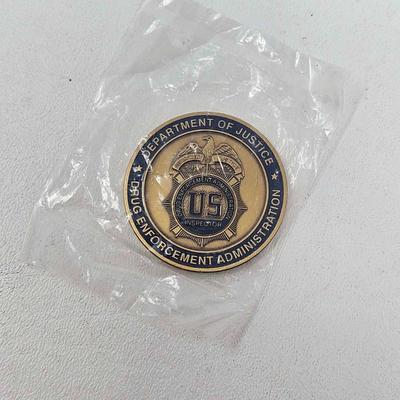 DEPARTMENT OF JUSTICE
DRUG ENFORCEMENT ADMINISTRATION
US
INSPECTOR